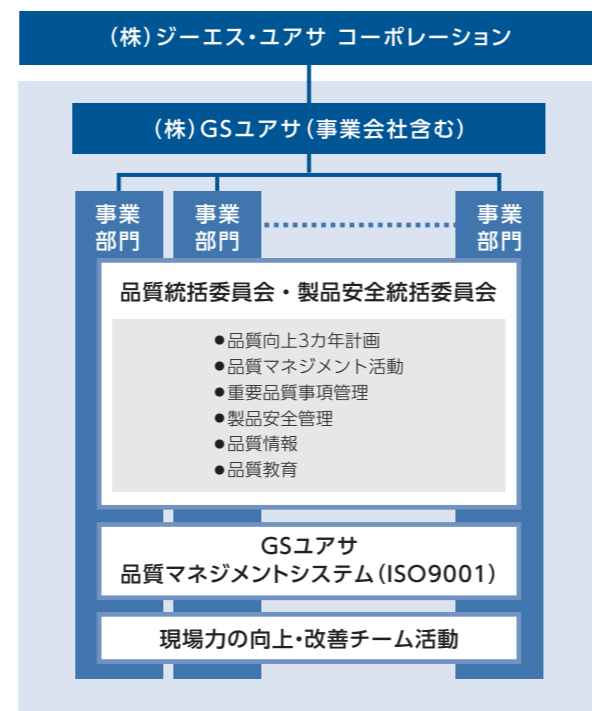 （株）ジーエス・ユアサ コーポレーション
（株）GSユアサ（事業会社含む）
事業
部門
事業
部門
事業
部門
品質統括委員会・製品安全統括委員会
●品質向上3カ年計画
●品質マネジメント活動
●重要品質事項管理
●製品安全管理
●品質情報
●品質教育
GSユアサ
品質マネジメントシステム（ISO9001）
現場力の向上・改善チーム活動